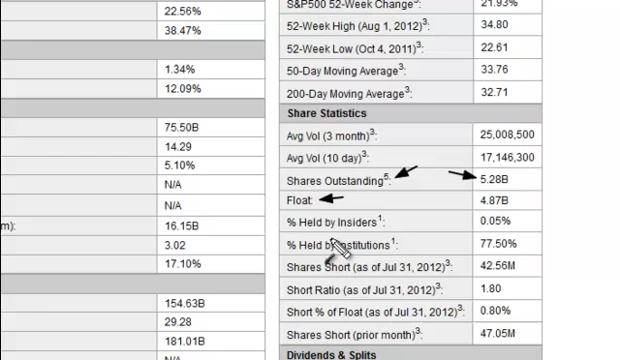 22.56%
38.47%
1.34%
12.09%
75.50B
14.29
5.10%
N/A
N/A
m): 16.15B
3.02
17.10%
154.63B
29.28
181.01B
N/A
S&P500 52-Week Change3: 21.93%
52-Week High (Aug 1, 2012)3: 34.80
52-Week Low (Oct 4, 2011)3: 22.61
50-Day Moving Average3: 33.76
200-Day Moving Average3: 32.71
Share Statistics
Avg Vol (3 month)3: 25,008,500
Avg Vol (10 day)3: 17,146,300
Shares Outstanding5: 5.28B
Float: 4.87B
% Held by Insiders1: 0.05%
% Held by Institutions1: 77.50%
Shares Short (as of Jul 31, 2012)3: 42.56M
Short Ratio (as of Jul 31, 2012)3: 1.80
Short % of Float (as of Jul 31, 2012)3: 0.80%
Shares Short (prior month)3: 47.05M
Dividends & Splits